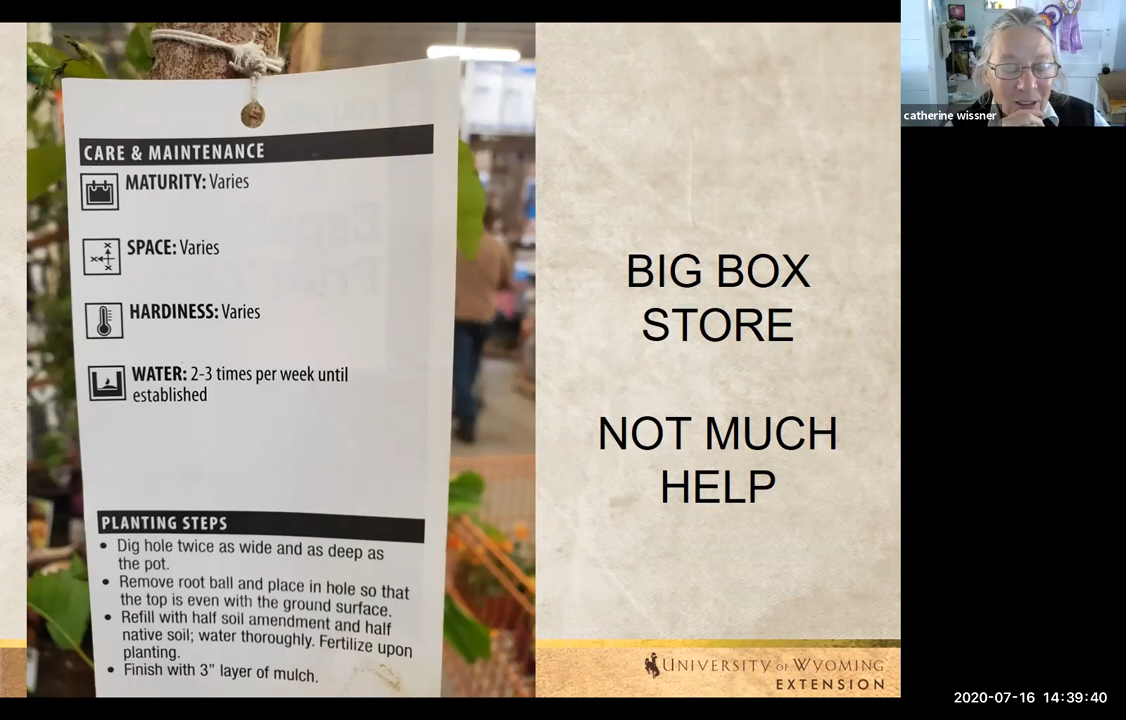 CARE & MAINTENANCE
MATURITY: Varies
SPACE: Varies
HARDINESS: Varies
WATER: 2-3 times per week until
established
PLANTING STEPS
• Dig hole twice as wide and as deep as
the pot.
• Remove root ball and place in hole so that
the top is even with the ground surface.
• Refill with half soil amendment and half
native soil; water thoroughly. Fertilize upon
planting.
• Finish with 3" layer of mulch.
BIG BOX
STORE
NOT MUCH
HELP
UNIVERSITY OF WYOMING
EXTENSION
catherine wissner
2020-07-16 14:39:40